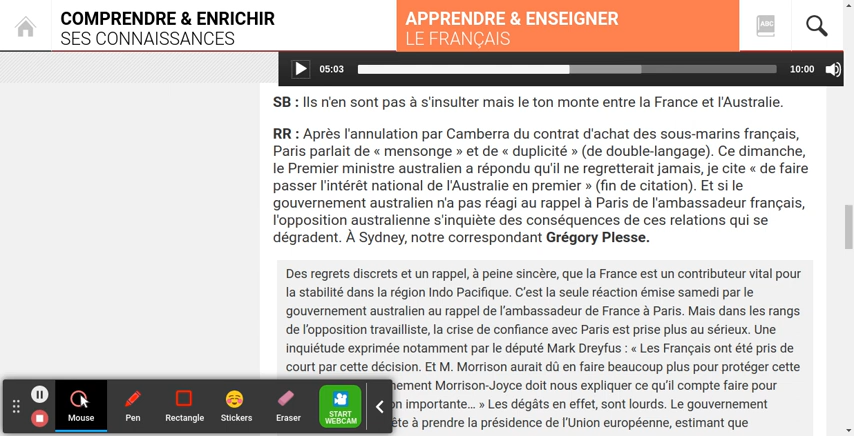 COMPRENDRE & ENRICHIR
SES CONNAISSANCES
APPRENDRE & ENSEIGNER
LE FRANÇAIS
ABC
05:03
10:00
SB : Ils n'en sont pas à s'insulter mais le ton monte entre la France et l'Australie.
RR : Après l'annulation par Camberra du contrat d'achat des sous-marins français,
Paris parlait de « mensonge » et de « duplicité » (de double-langage). Ce dimanche,
le Premier ministre australien a répondu qu'il ne regretterait jamais, je cite « de faire
passer l'intérêt national de l'Australie en premier » (fin de citation). Et si le
gouvernement australien n'a pas réagi au rappel à Paris de l'ambassadeur français,
l'opposition australienne s'inquiète des conséquences de ces relations qui se
dégradent. À Sydney, notre correspondant Grégory Plesse.
Des regrets discrets et un rappel, à peine sincère, que la France est un contributeur vital pour
la stabilité dans la région Indo Pacifique. C’est la seule réaction émise samedi par le
gouvernement australien au rappel de l’ambassadeur de France à Paris. Mais dans les rangs
de l’opposition travailliste, la crise de confiance avec Paris est prise plus au sérieux. Une
inquiétude exprimée notamment par le député Mark Dreyfus : « Les Français ont été pris de
court par cette décision. Et M. Morrison aurait dû en faire beaucoup plus pour protéger cette
nement Morrison-Joyce doit nous expliquer ce qu’il compte faire pour
on importante… » Les dégâts en effet, sont lourds. Le gouvernement
ête à prendre la présidence de l’Union européenne, estimant que
Mouse
Pen
Rectangle
Stickers
Eraser
START
WEBCAM